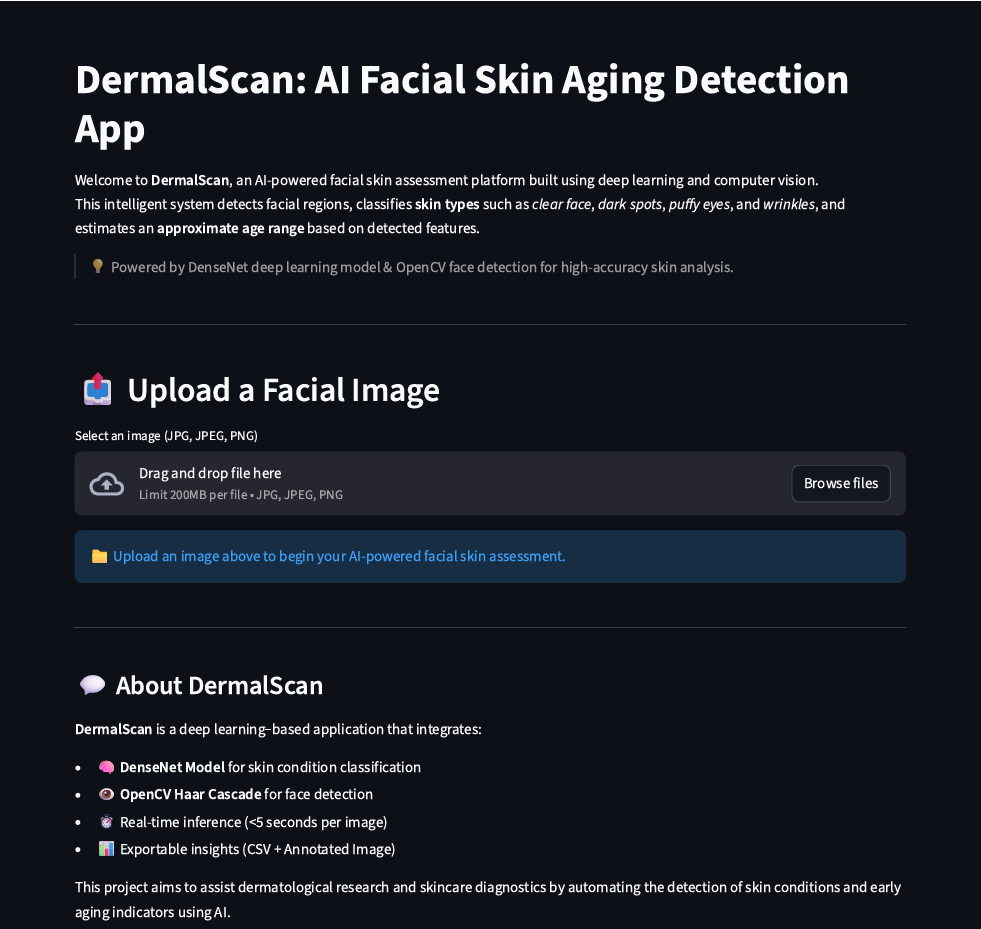 DermalScan: AI Facial Skin Aging Detection
App
Welcome to DermalScan, an AI-powered facial skin assessment platform built using deep learning and computer vision.
This intelligent system detects facial regions, classifies skin types such as clear face, dark spots, puffy eyes, and wrinkles, and
estimates an approximate age range based on detected features.
Powered by DenseNet deep learning model & OpenCV face detection for high-accuracy skin analysis.
Upload a Facial Image
Select an image (JPG, JPEG, PNG)
Drag and drop file here
Limit 200MB per file • JPG, JPEG, PNG
Browse files
Upload an image above to begin your AI-powered facial skin assessment.
About DermalScan
DermalScan is a deep learning–based application that integrates:
• DenseNet Model for skin condition classification
• OpenCV Haar Cascade for face detection
• Real-time inference (<5 seconds per image)
• Exportable insights (CSV + Annotated Image)
This project aims to assist dermatological research and skincare diagnostics by automating the detection of skin conditions and early
aging indicators using AI.